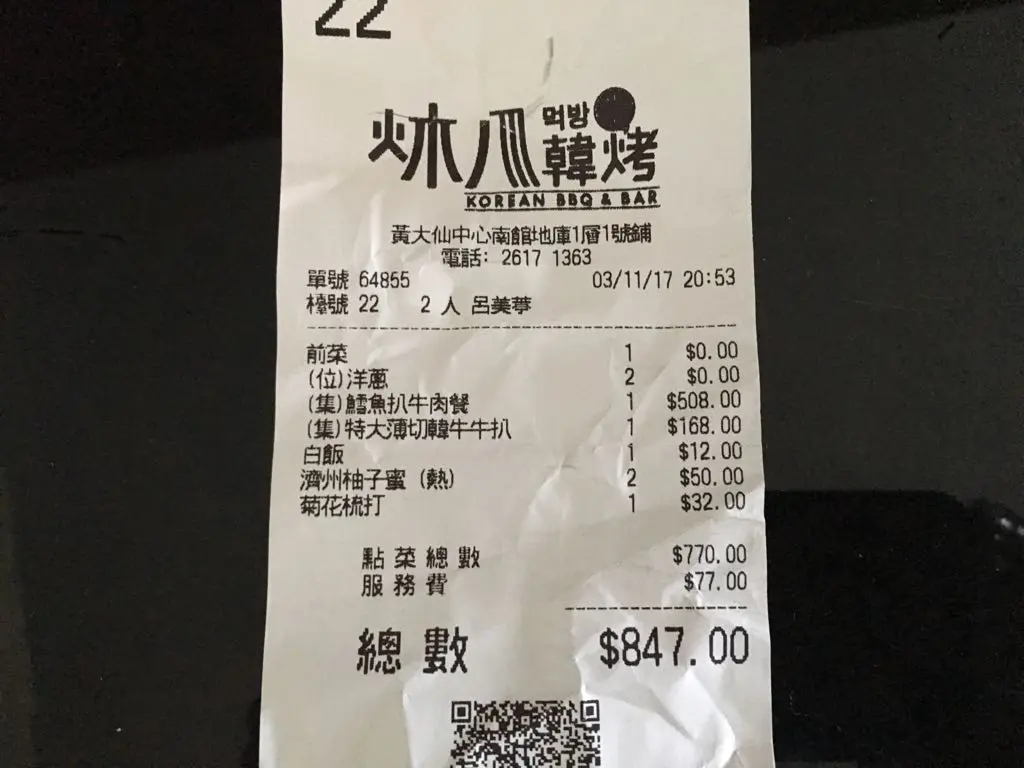 22
炑八爪 먹방 韓烤
KOREAN BBQ & BAR
黃大仙中心南館地庫1層1號舖
電話: 2617 1363
單號 64855 03/11/17 20:53
檯號 22 2 人 呂美葶
前菜 1 $0.00
(位)洋蔥 2 $0.00
(集)鱈魚扒牛肉餐 1 $508.00
(集)特大薄切韓牛牛扒 1 $168.00
白飯 1 $12.00
濟州柚子蜜 (熱) 2 $50.00
菊花梳打 1 $32.00
點菜總數 $770.00
服務費 $77.00
總數 $847.00